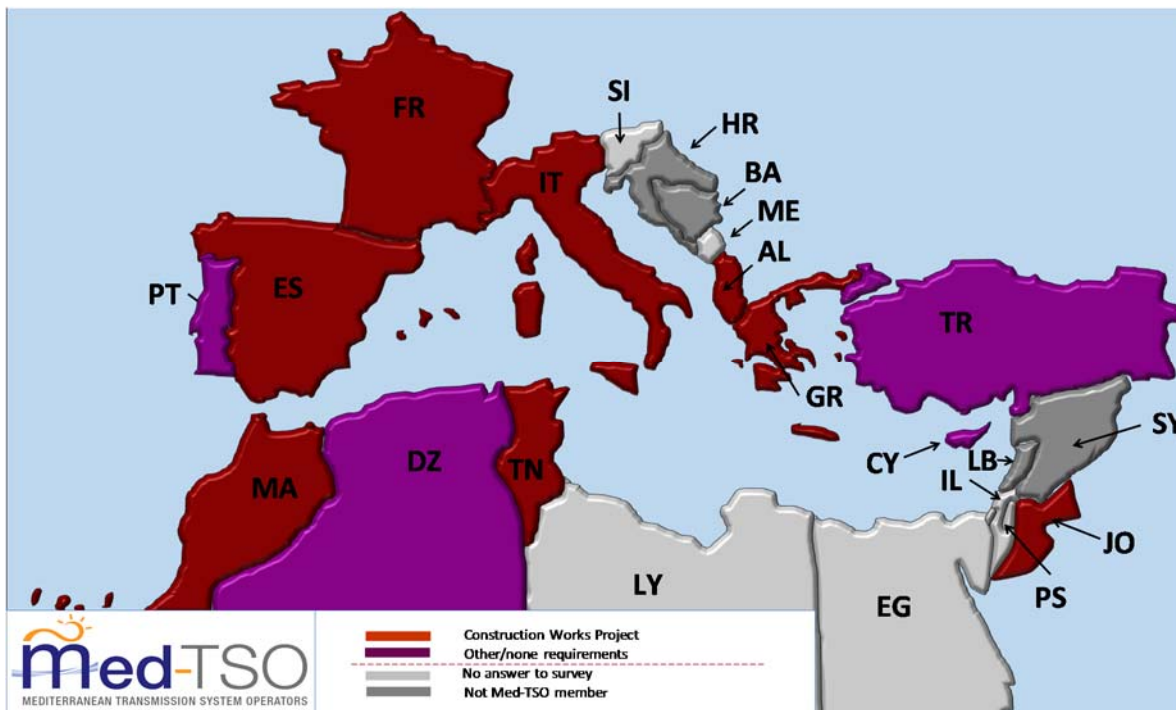 FR
SI
HR
IT
BA
ME
AL
PT
ES
TR
GR
SY
CY
LB
DZ
TN
IL
MA
JO
LY
PS
EG
Med-TSO
MEDITERRANEAN TRANSMISSION SYSTEM OPERATORS
Construction Works Project
Other/none requirements
No answer to survey
Not Med-TSO member